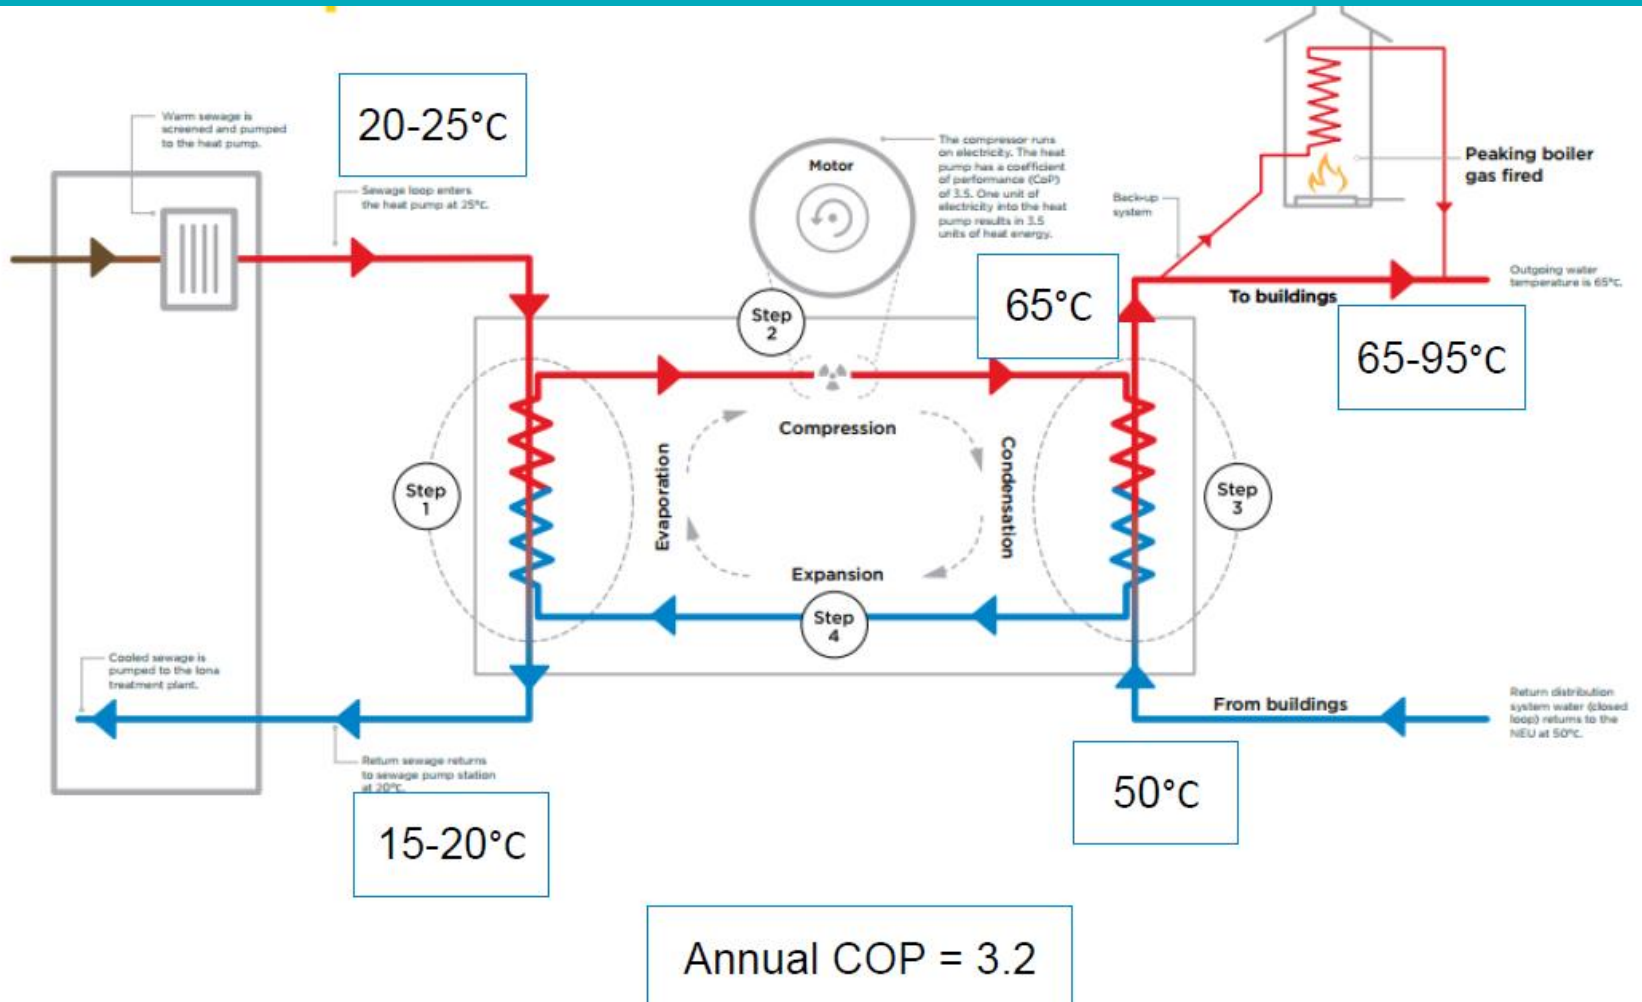 Warm sewage is
screened and pumped
to the heat pump.
20-25°C
Sewage loop enters
the heat pump at 25°C.
Motor
The compressor runs
on electricity. The heat
pump has a coefficient
of performance (CoP)
of 3.5. One unit of
electricity into the heat
pump results in 3.5
units of heat energy.
Back-up
system
Peaking boiler
gas fired
Outgoing water
temperature is 65°C.
To buildings
65°C
65-95°C
Step
2
Compression
Step
1
Evaporation
Condensation
Step
3
Expansion
Step
4
Cooled sewage is
pumped to the Iona
treatment plant.
Return sewage returns
to sewage pump station
at 20°C.
15-20°C
From buildings
Return distribution
system water (closed
loop) returns to the
NEU at 50°C.
50°C
Annual COP = 3.2